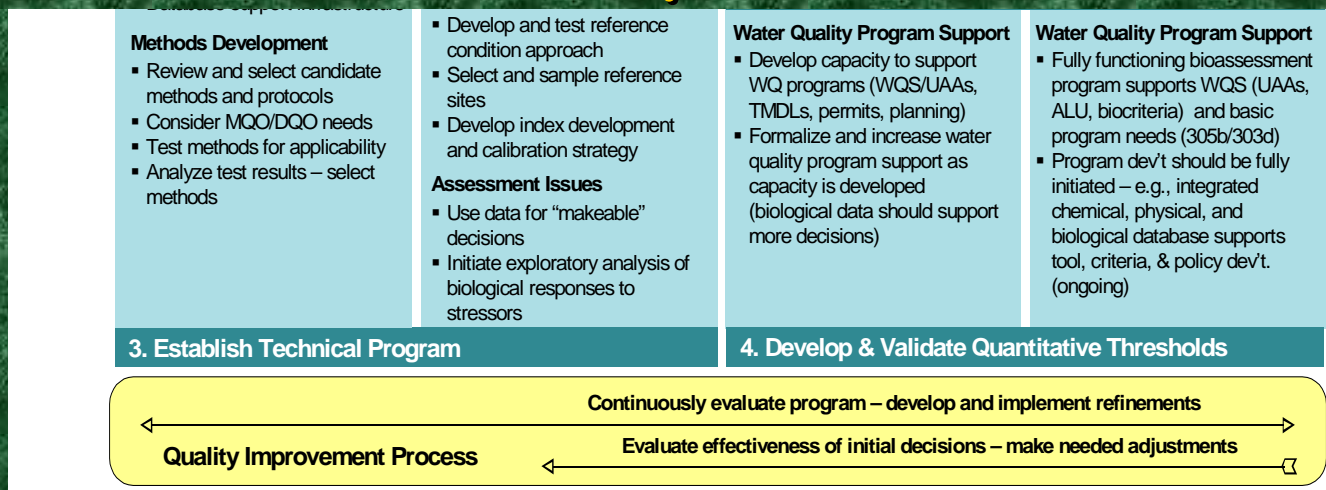 Methods Development
▪ Review and select candidate
methods and protocols
▪ Consider MQO/DQO needs
▪ Test methods for applicability
▪ Analyze test results – select
methods
▪ Develop and test reference
condition approach
▪ Select and sample reference
sites
▪ Develop index development
and calibration strategy
Assessment Issues
▪ Use data for “makeable”
decisions
▪ Initiate exploratory analysis of
biological responses to
stressors
Water Quality Program Support
▪ Develop capacity to support
WQ programs (WQS/UAAs,
TMDLs, permits, planning)
▪ Formalize and increase water
quality program support as
capacity is developed
(biological data should support
more decisions)
Water Quality Program Support
▪ Fully functioning bioassessment
program supports WQS (UAAs,
ALU, biocriteria) and basic
program needs (305b/303d)
▪ Program dev’t should be fully
initiated – e.g., integrated
chemical, physical, and
biological database supports
tool, criteria, & policy dev’t.
(ongoing)
3. Establish Technical Program
4. Develop & Validate Quantitative Thresholds
Continuously evaluate program – develop and implement refinements
Evaluate effectiveness of initial decisions – make needed adjustments
Quality Improvement Process